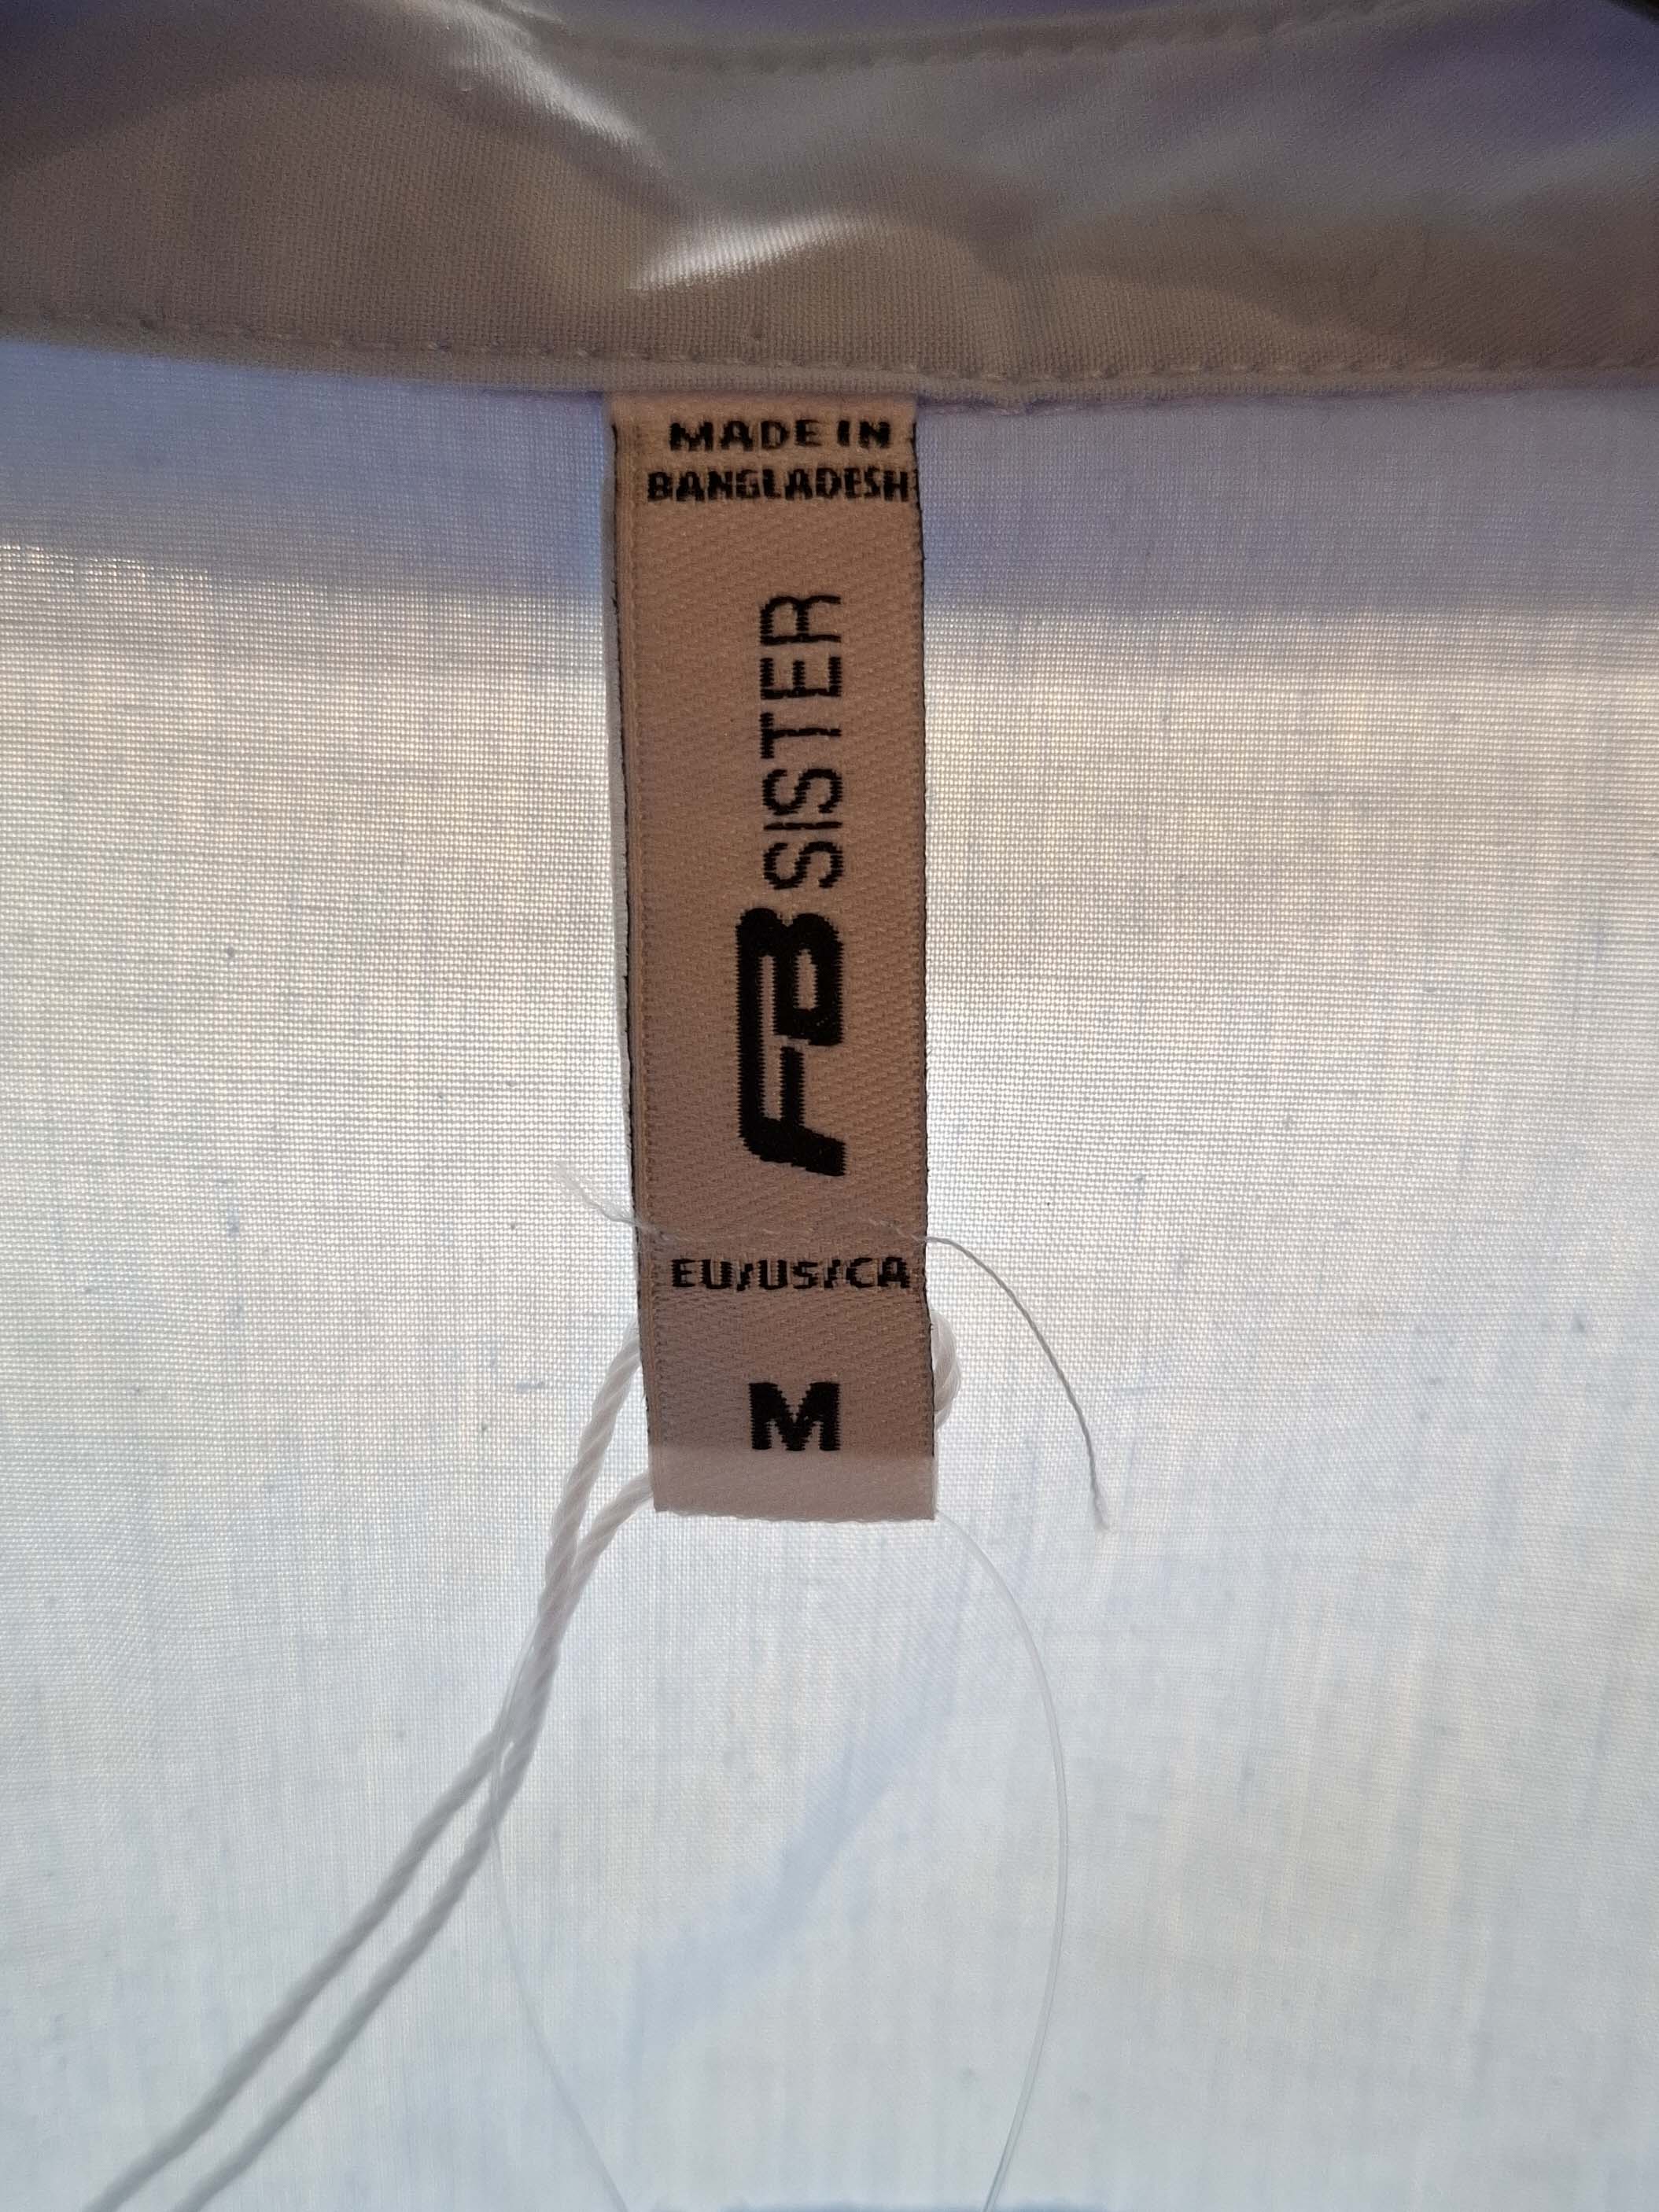 MADE IN
BANGLADESH
FB SISTER
EU/US/CA
M